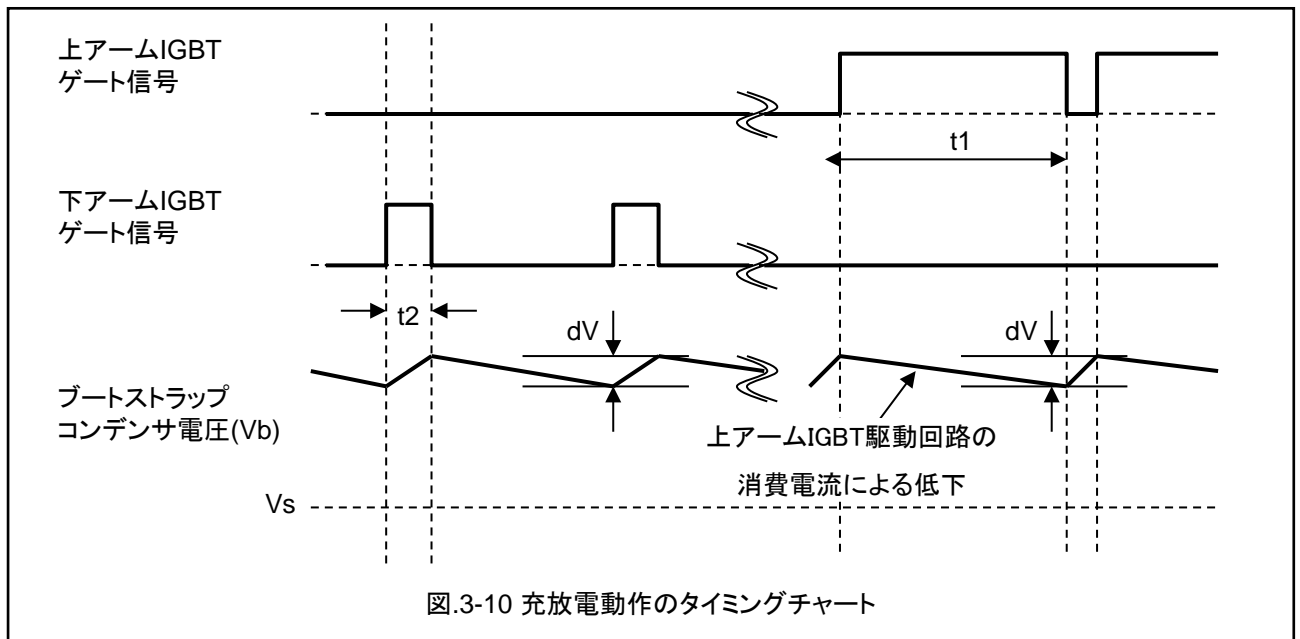 上アームIGBT
ゲート信号
t1
下アームIGBT
ゲート信号
t2
dV
dV
ブートストラップ
コンデンサ電圧(Vb)
上アームIGBT駆動回路の
消費電流による低下
Vs
図.3-10 充放電動作のタイミングチャート